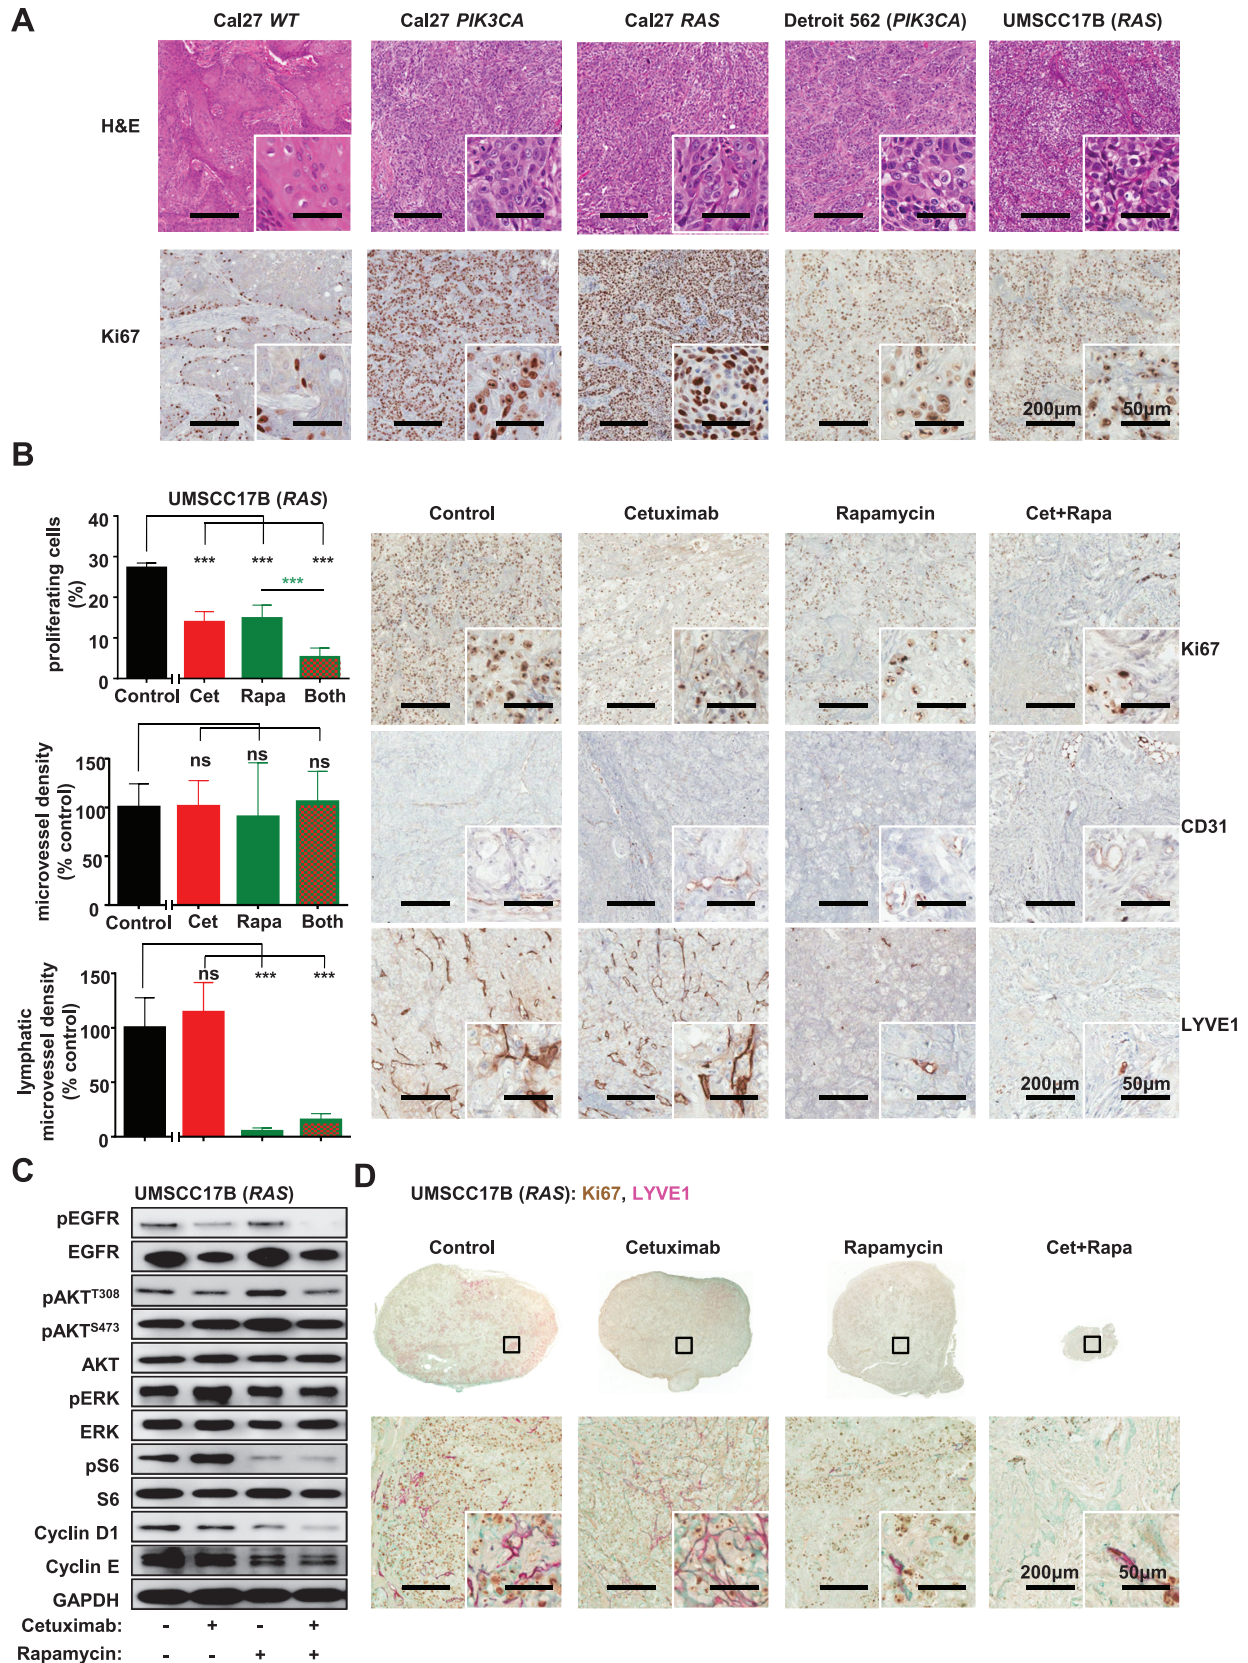 A
Cal27 WT
Cal27 PIK3CA
Cal27 RAS
Detroit 562 (PIK3CA)
UMSCC17B (RAS)
H&E
Ki67
200µm
50µm
B
UMSCC17B (RAS)
proliferating cells
(%)
40
30
20
10
0
***
***
***
***
Control
Cet
Rapa
Both
microvessel density
(% control)
150
100
50
0
ns
ns
ns
Control
Cet
Rapa
Both
lymphatic
microvessel density
(% control)
150
100
50
0
ns
***
***
Control
Cetuximab
Rapamycin
Cet+Rapa
Ki67
CD31
LYVE1
200µm
50µm
C
UMSCC17B (RAS)
pEGFR
EGFR
pAKT^T308
pAKT^S473
AKT
pERK
ERK
pS6
S6
Cyclin D1
Cyclin E
GAPDH
Cetuximab: - + - +
Rapamycin: - - + +
D
UMSCC17B (RAS): Ki67, LYVE1
Control
Cetuximab
Rapamycin
Cet+Rapa
200µm
50µm